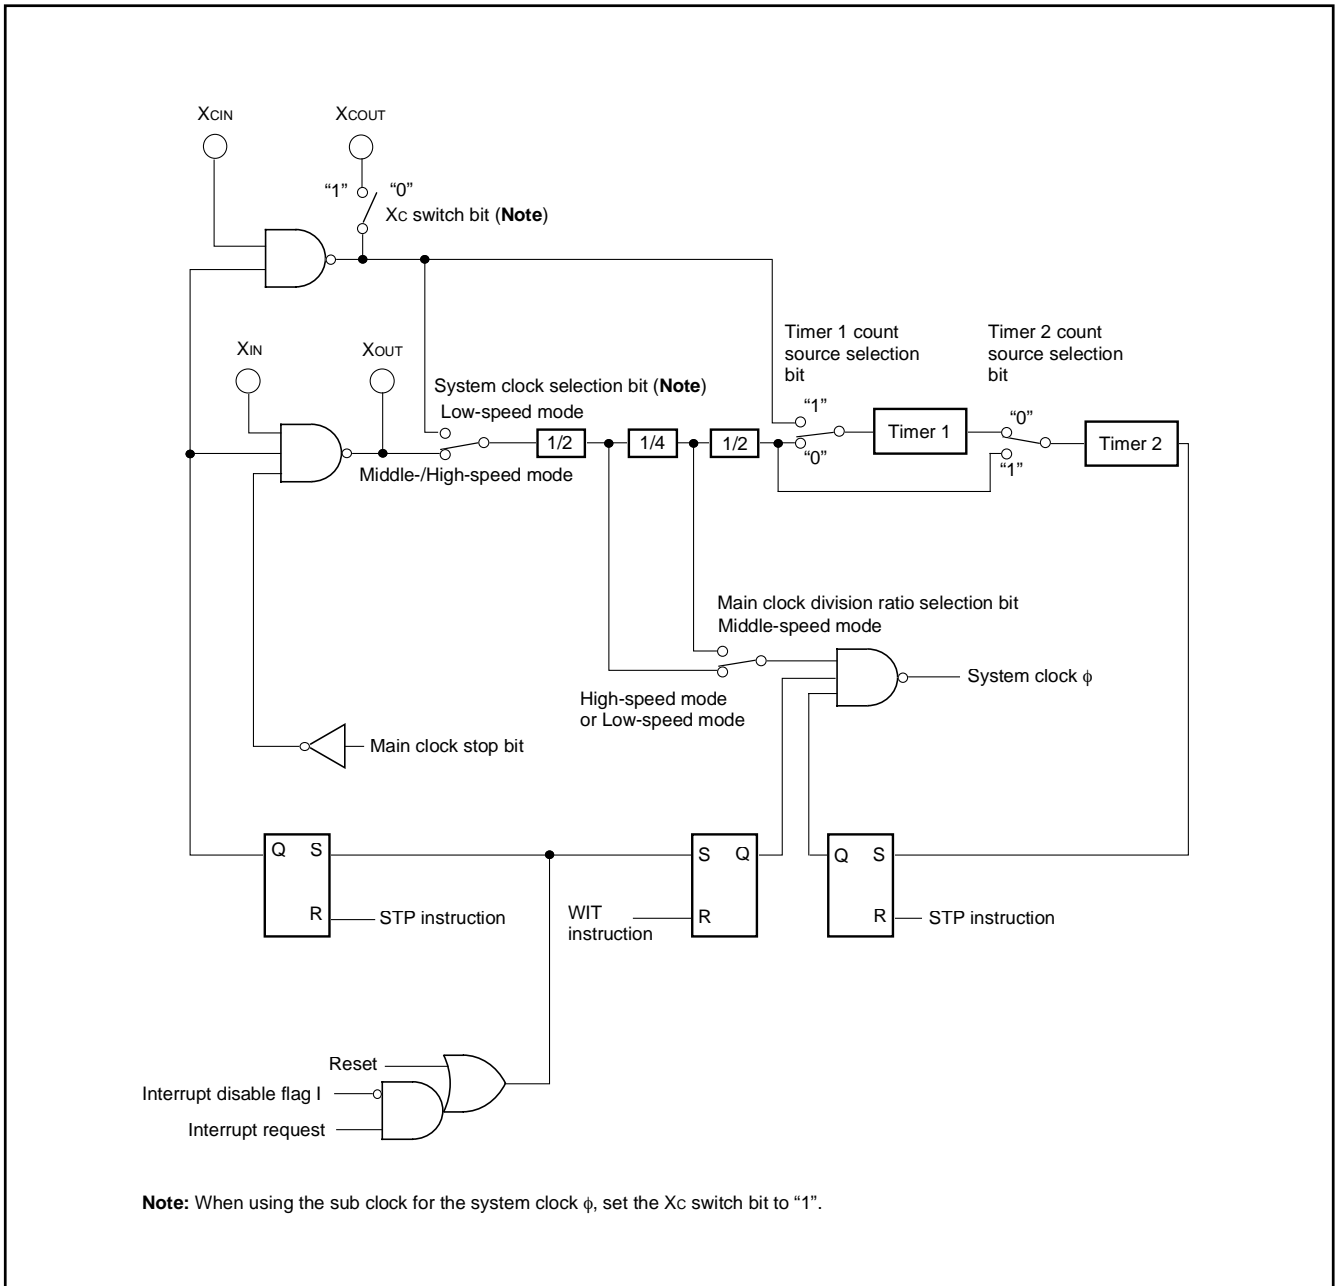 XCIN
XCOUT
“1” “0”
XC switch bit (Note)
XIN
XOUT
System clock selection bit (Note)
Low-speed mode
Middle-/High-speed mode
1/2
1/4
1/2
Timer 1 count
source selection
bit
“1”
“0”
Timer 1
Timer 2 count
source selection
bit
“0”
“1”
Timer 2
Main clock division ratio selection bit
Middle-speed mode
High-speed mode
or Low-speed mode
System clock ϕ
Main clock stop bit
Q S
R
STP instruction
S Q
R
WIT
instruction
Q S
R
STP instruction
Reset
Interrupt disable flag I
Interrupt request
Note: When using the sub clock for the system clock ϕ, set the XC switch bit to “1”.